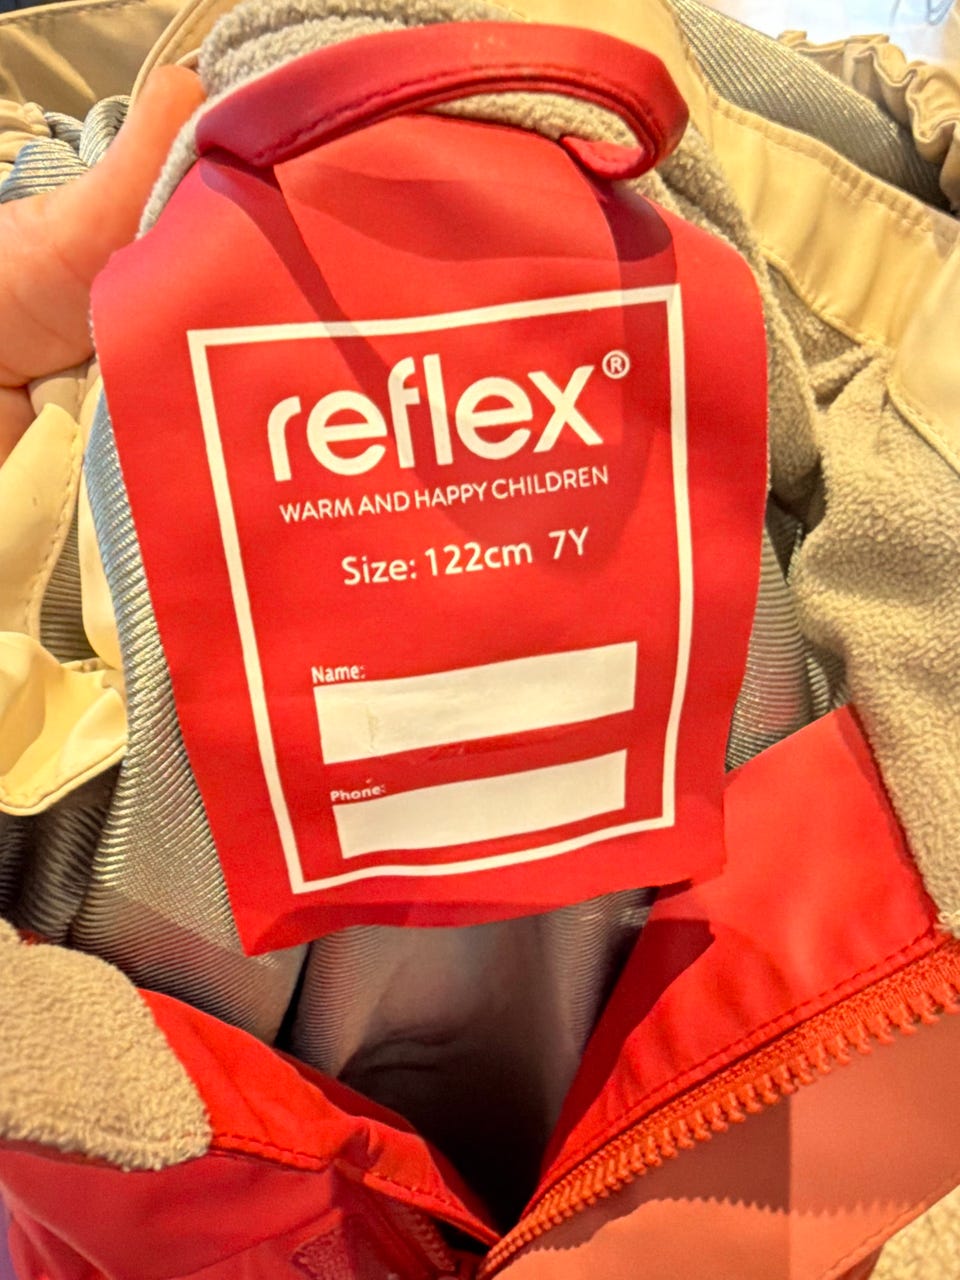 reflex®
WARM AND HAPPY CHILDREN
Size: 122cm 7Y
Name:
Phone: